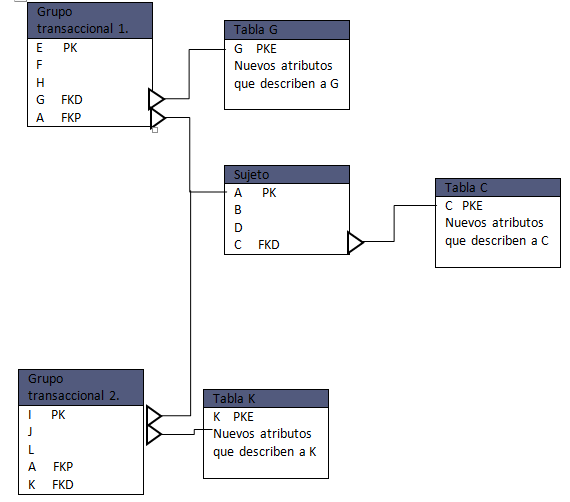 Grupo
transaccional 1.
E PK
F
H
G FKD
A FKP
Tabla G
G PKE
Nuevos atributos
que describen a G
Sujeto
A PK
B
D
C FKD
Tabla C
C PKE
Nuevos atributos
que describen a C
Grupo
transaccional 2.
I PK
J
L
A FKP
K FKD
Tabla K
K PKE
Nuevos atributos
que describen a K